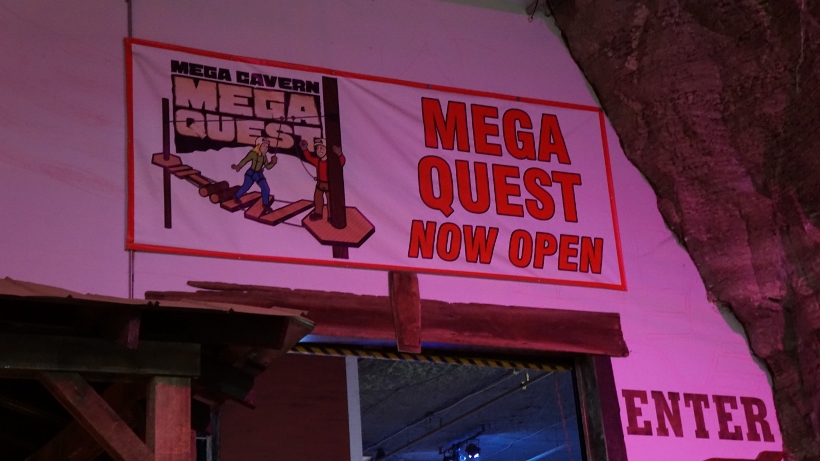 MEGA CAVERN
MEGA
QUEST
MEGA
QUEST
NOW OPEN
ENTER